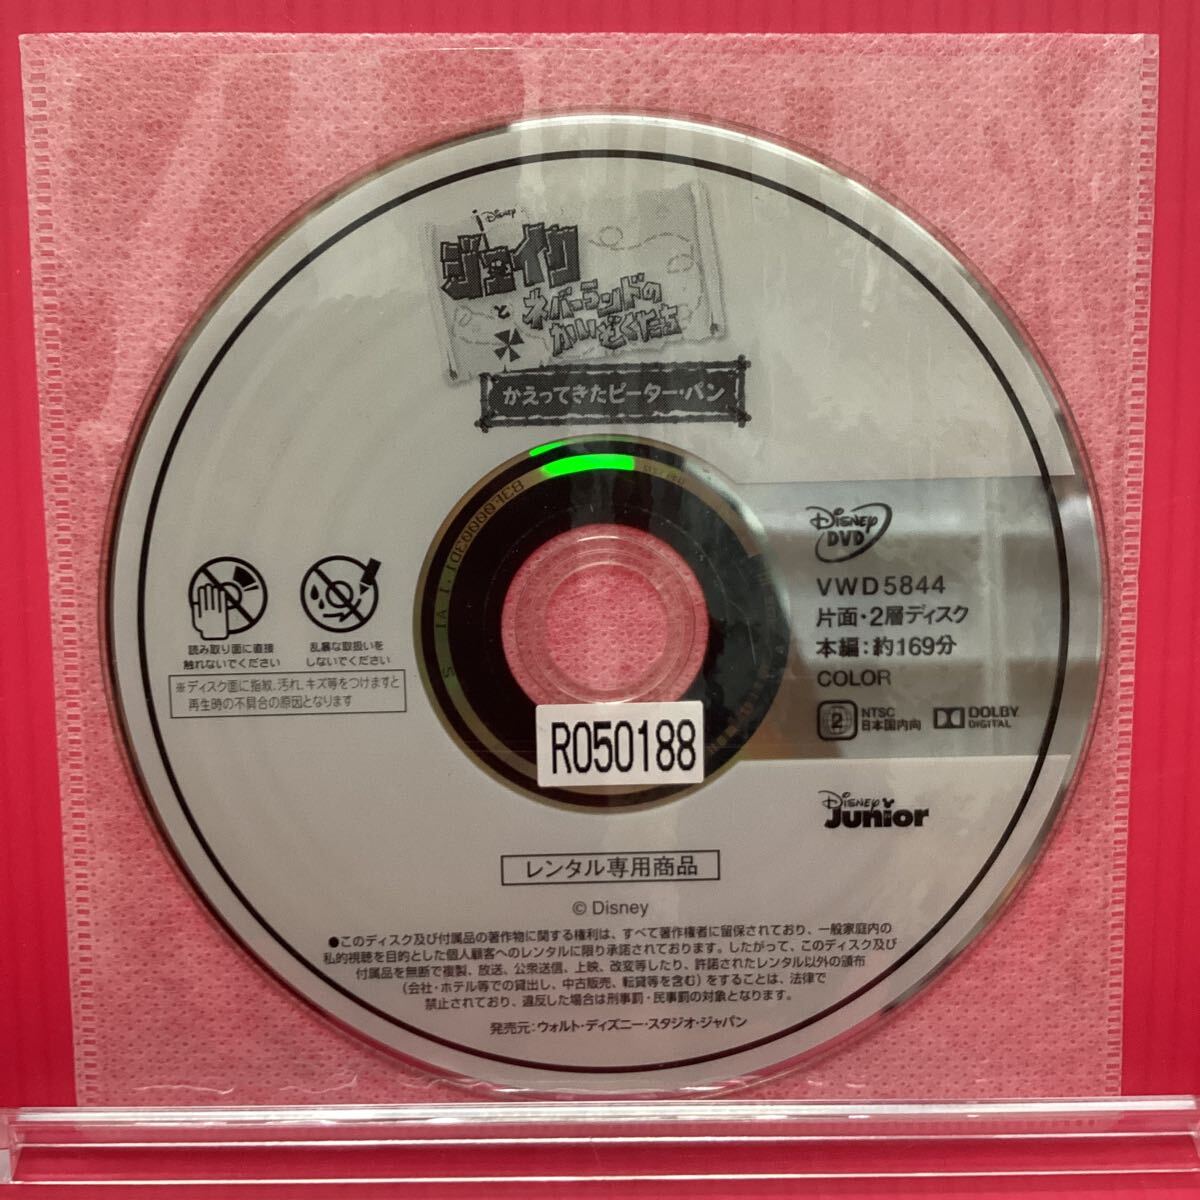 Disney
ジェイク
と
ネバーランドの
かいぞくたち
かえってきたピーター・パン
DISNEY
DVD
VWD5844
片面・2層ディスク
本編：約169分
COLOR
2
NTSC
日本国内向
DOLBY
DIGITAL
読み取り面に直接
触れないでください
乱暴な取扱いを
しないでください
※ディスク面に指紋、汚れ、キズ等をつけますと
再生時の不具合の原因となります
R050188
DISNEY
Junior
レンタル専用商品
© Disney
●このディスク及び付属品の著作物に関する権利は、すべて著作権者に留保されており、一般家庭内の
私的視聴を目的とした個人顧客へのレンタルに限り承諾されております。したがって、このディスク及び
付属品を無断で複製、放送、公衆送信、上映、改変等したり、許諾されたレンタル以外の頒布
（会社・ホテル等での貸出し、中古販売、転貸等を含む）をすることは、法律で
禁止されており、違反した場合は刑事罰・民事罰の対象となります。
発売元：ウォルト・ディズニー・スタジオ・ジャパン